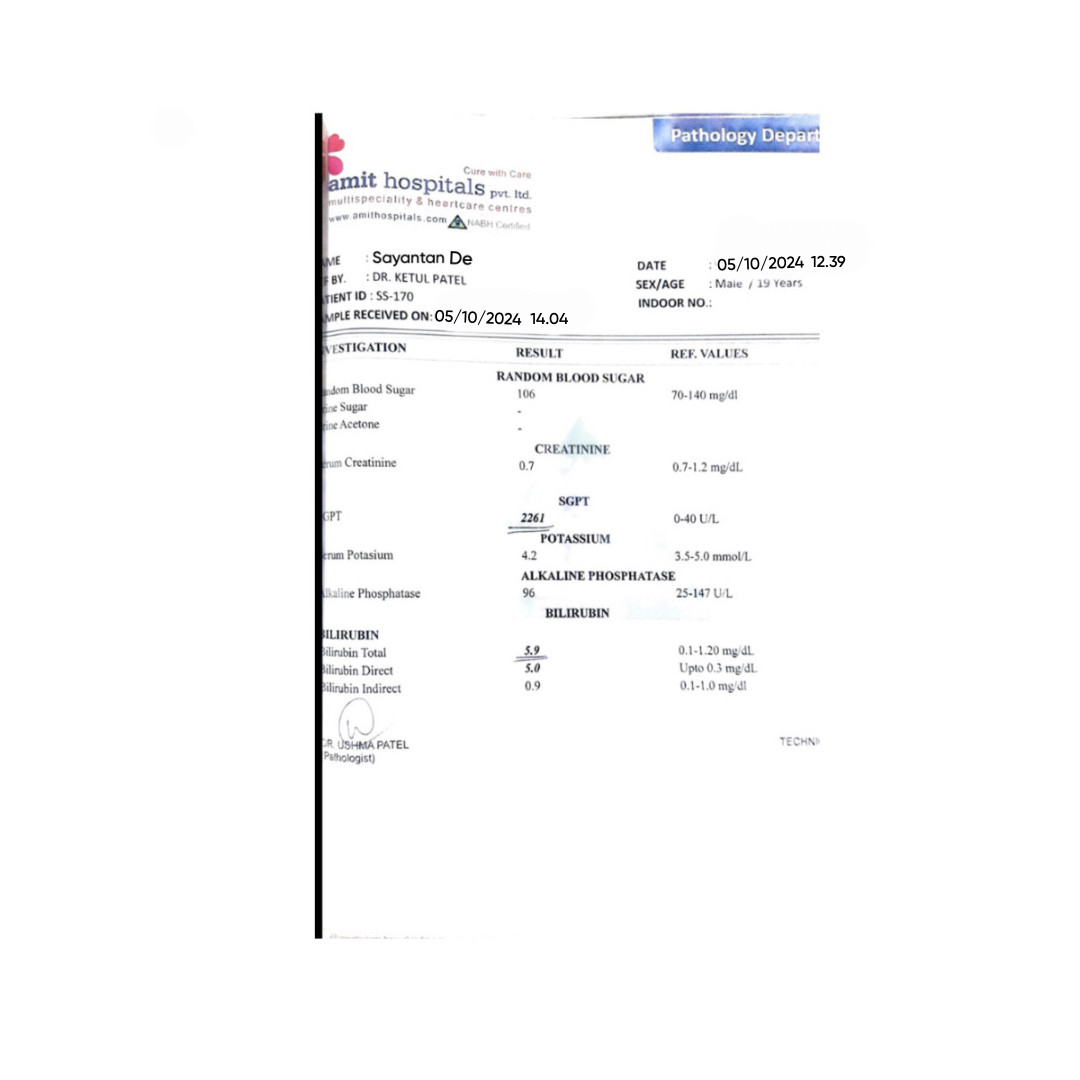 Pathology Depart
Cure with Care
amit hospitals pvt. ltd.
multispeciality & heartcare centres
www.amithospitals.com NABH Certified
ME : Sayantan De
DATE : 05/10/2024 12.39
F BY. : DR. KETUL PATEL
SEX/AGE : Male / 19 Years
TIENT ID : SS-170
INDOOR NO.:
MPLE RECEIVED ON: 05/10/2024 14.04
VESTIGATION RESULT REF. VALUES
RANDOM BLOOD SUGAR
ndom Blood Sugar 106 70-140 mg/dl
rine Sugar -
rine Acetone -
CREATININE
erum Creatinine 0.7 0.7-1.2 mg/dL
SGPT
GPT 2261 0-40 U/L
POTASSIUM
erum Potasium 4.2 3.5-5.0 mmol/L
ALKALINE PHOSPHATASE
lkaline Phosphatase 96 25-147 U/L
BILIRUBIN
BILIRUBIN
Bilirubin Total 5.9 0.1-1.20 mg/dL
Bilirubin Direct 5.0 Upto 0.3 mg/dL
Bilirubin Indirect 0.9 0.1-1.0 mg/dl
DR. USHMA PATEL TECHNI
Pathologist)